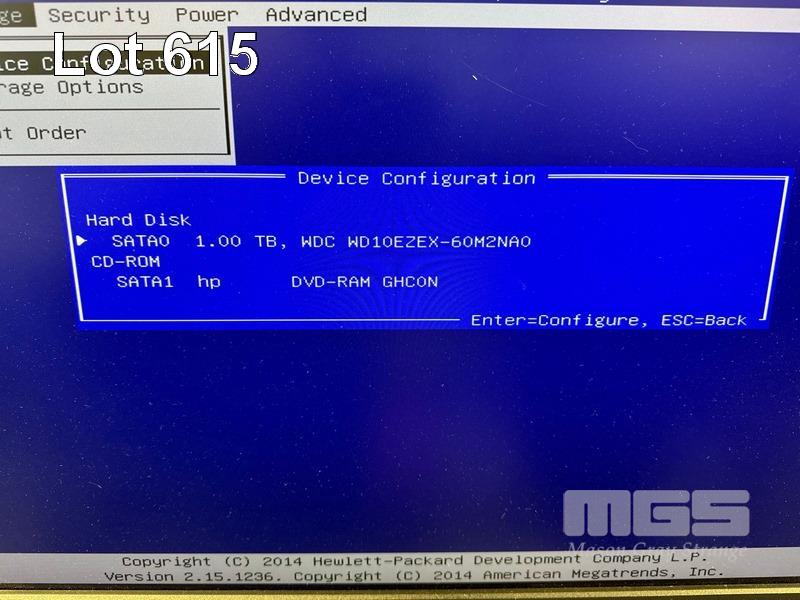 ge Security Power Advanced
Lot 615
ice Configuration
rage Options
t Order
Device Configuration
Hard Disk
SATA0 1.00 TB, WDC WD10EZEX-60M2NA0
CD-ROM
SATA1 hp DVD-RAM GHC0N
Enter=Configure, ESC=Back
MGS
Mason Gray Strange
Copyright (C) 2014 Hewlett-Packard Development Company L.P.
Version 2.15.1236. Copyright (C) 2014 American Megatrends, Inc.